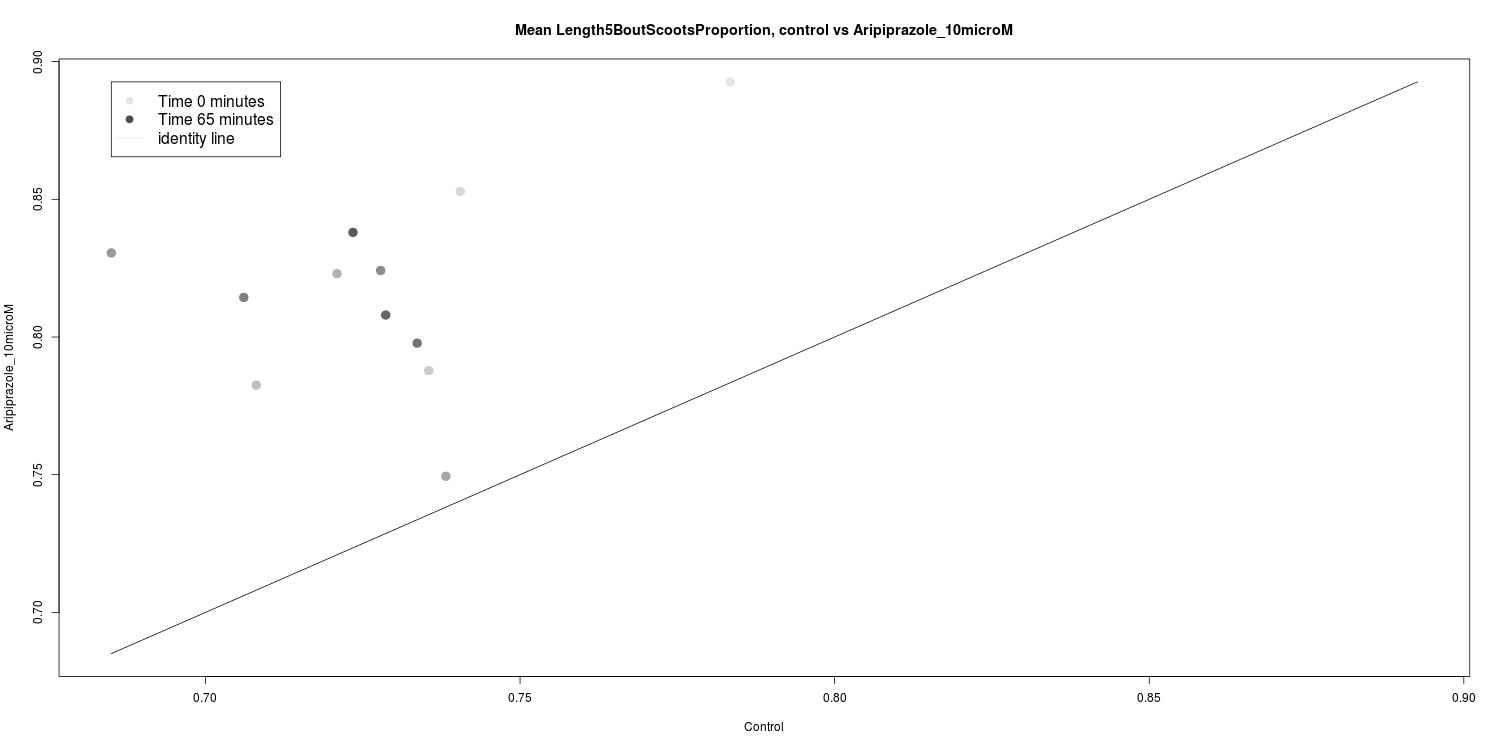 Mean Length5BoutScootsProportion, control vs Aripiprazole_10microM
Time 0 minutes
Time 65 minutes
identity line
Aripiprazole_10microM
0.90
0.85
0.80
0.75
0.70
0.70
0.75
0.80
0.85
0.90
Control